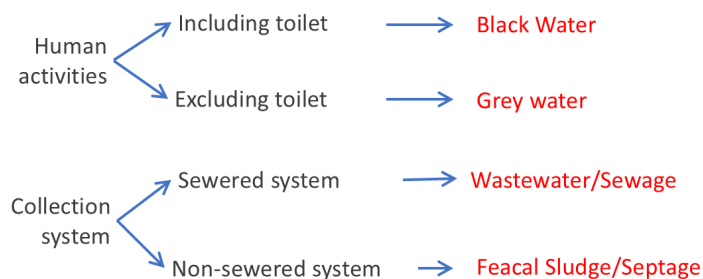 Human
activities
Including toilet
Black Water
Excluding toilet
Grey water
Collection
system
Sewered system
Wastewater/Sewage
Non-sewered system
Feacal Sludge/Septage